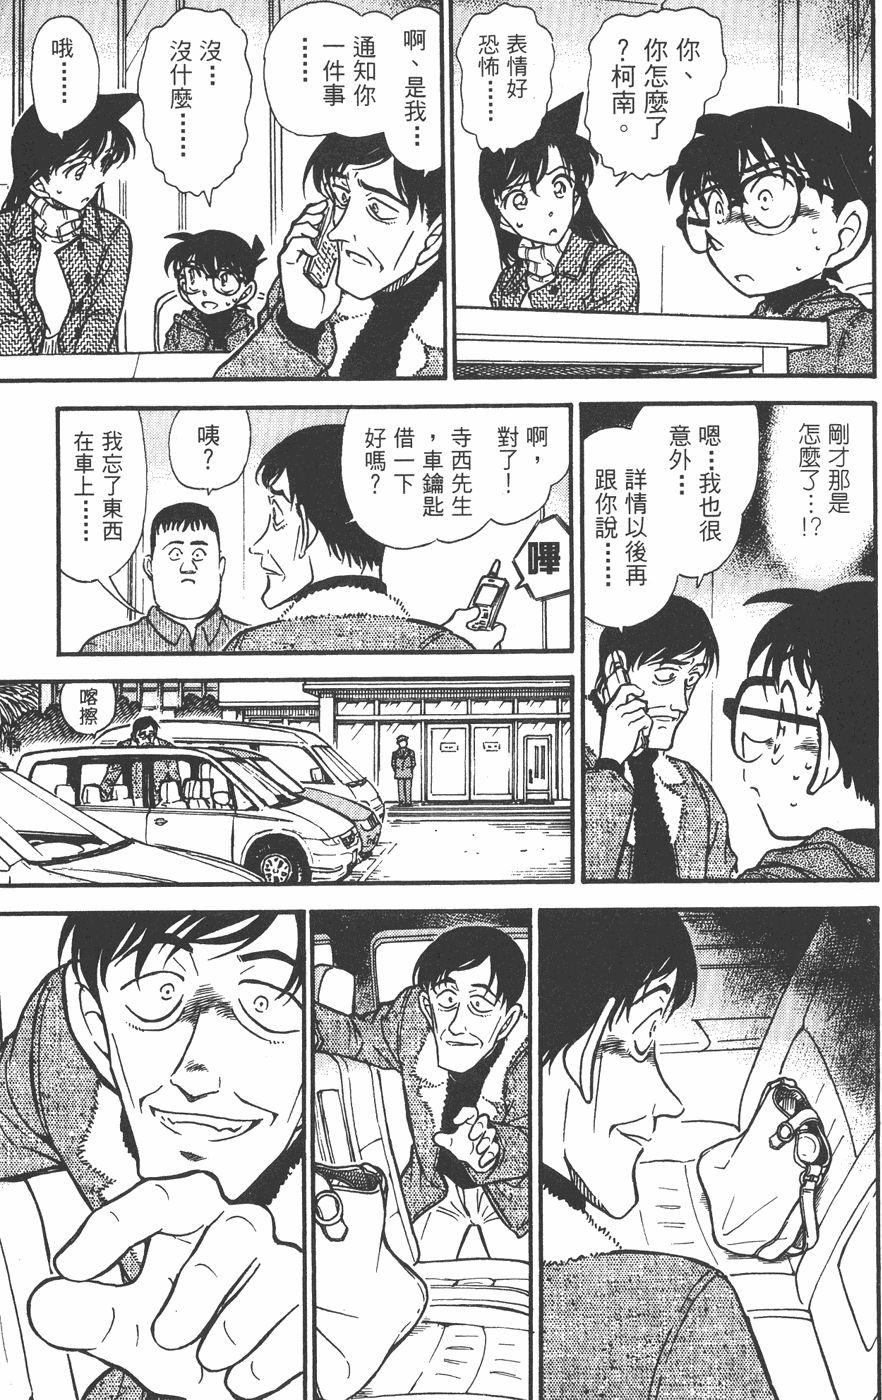 你、
你怎麼了
？柯南。
表情好
恐怖……
啊、是我…
…
通知你
一件事
……
沒…
沒什麼……
哦……
剛才那是
怎麼了…!?
嗯…我也很
意外…
詳情以後再
跟你說……
啊，
對了！
寺西先生
，車鑰匙
借一下
好嗎？
嗶
咦？
我忘了東西
在車上……
喀擦